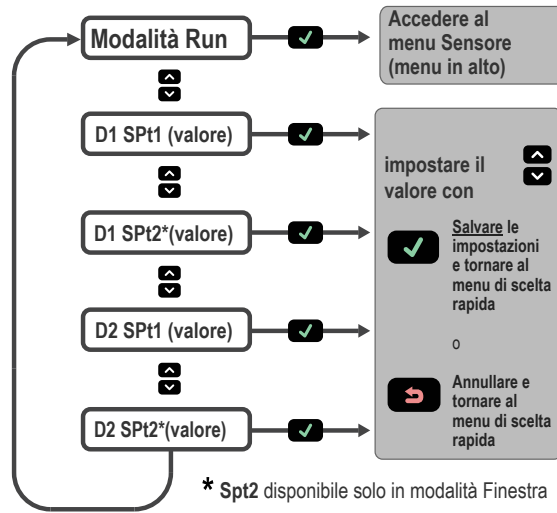 Modalità Run
Accedere al
menu Sensore
(menu in alto)
D1 SPt1 (valore)
D1 SPt2*(valore)
D2 SPt1 (valore)
D2 SPt2*(valore)
impostare il
valore con
Salvare le
impostazioni
e tornare al
menu di scelta
rapida
o
Annullare e
tornare al
menu di scelta
rapida
* Spt2 disponibile solo in modalità Finestra